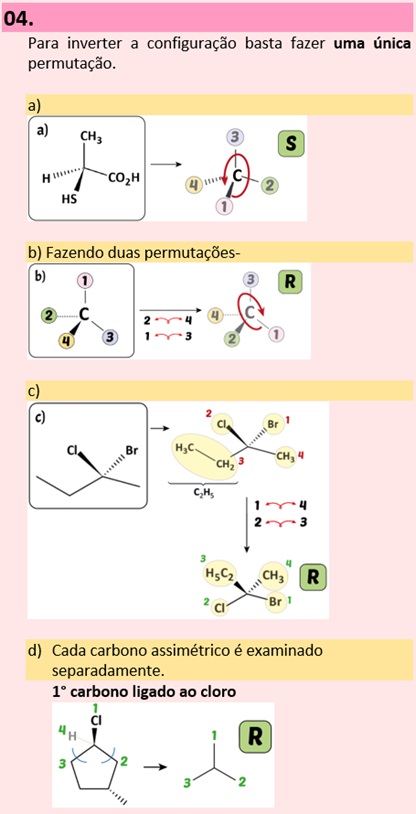 04.
Para inverter a configuração basta fazer uma única
permutação.
a)
a)
CH₃
H
CO₂H
HS
3
4
C
2
1
S
b) Fazendo duas permutações-
b)
1
2
C
4
3
2 4
1 3
3
4
C
2
1
R
c)
c)
Cl
Br
2
Cl
Br
1
H₃C
CH₂
3
CH₃
4
C₂H₅
1 4
2 3
3
H₅C₂
4
CH₃
2
Cl
Br
1
R
d) Cada carbono assimétrico é examinado
separadamente.
1° carbono ligado ao cloro
1
Cl
4
H
3
2
1
3
2
R